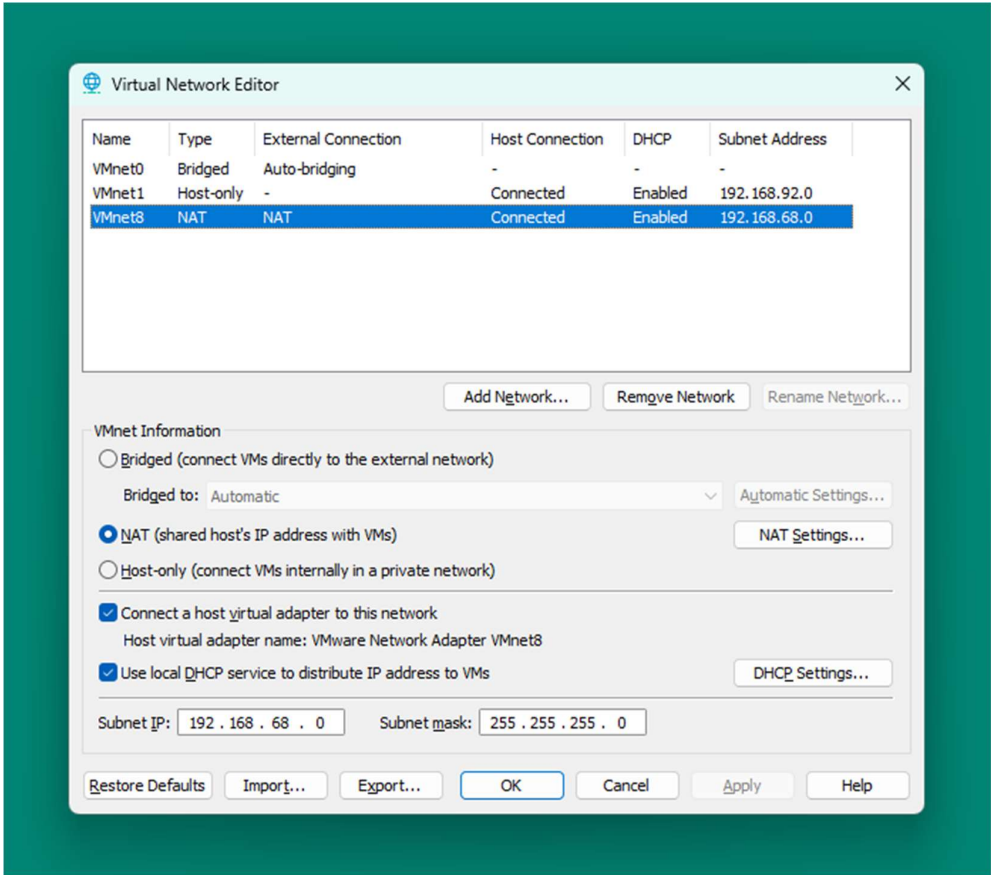 Virtual Network Editor
Name Type External Connection Host Connection DHCP Subnet Address
VMnet0 Bridged Auto-bridging - - -
VMnet1 Host-only - Connected Enabled 192.168.92.0
VMnet8 NAT NAT Connected Enabled 192.168.68.0
Add Network... Remove Network Rename Network...
VMnet Information
Bridged (connect VMs directly to the external network)
Bridged to: Automatic Automatic Settings...
NAT (shared host's IP address with VMs) NAT Settings...
Host-only (connect VMs internally in a private network)
Connect a host virtual adapter to this network
Host virtual adapter name: VMware Network Adapter VMnet8
Use local DHCP service to distribute IP address to VMs DHCP Settings...
Subnet IP: 192 . 168 . 68 . 0 Subnet mask: 255 . 255 . 255 . 0
Restore Defaults Import... Export... OK Cancel Apply Help